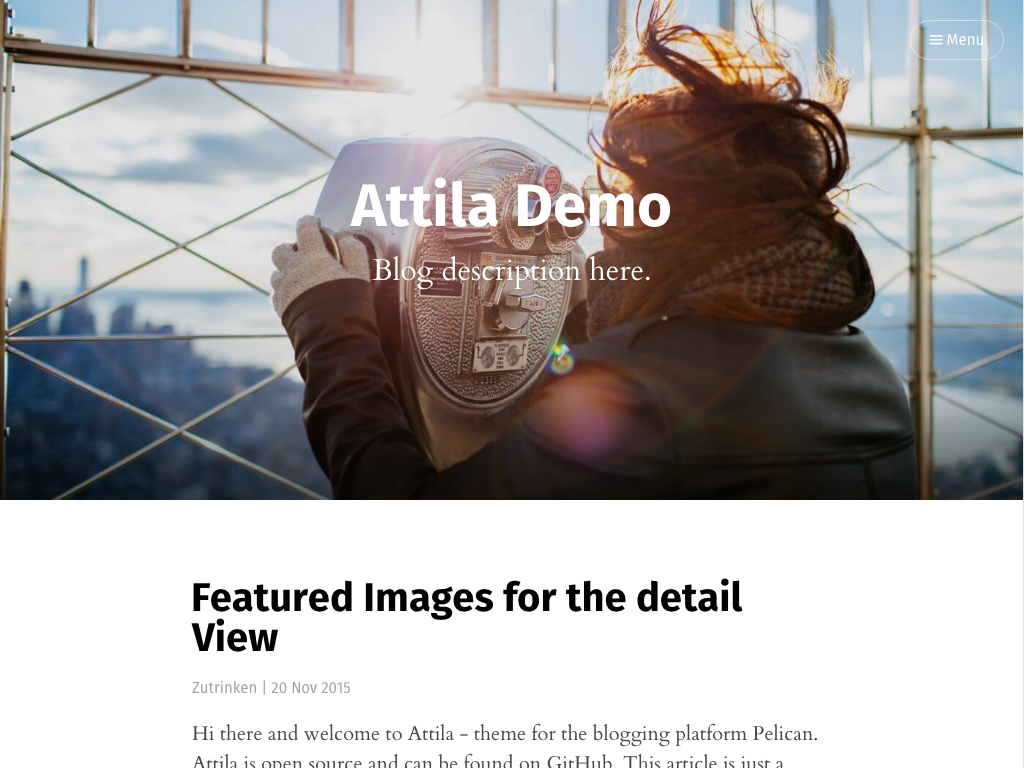 Menu
Attila Demo
Blog description here.
Featured Images for the detail
View
Zutrinken | 20 Nov 2015
Hi there and welcome to Attila - theme for the blogging platform Pelican.
Attila is open source and can be found on GitHub. This article is just a